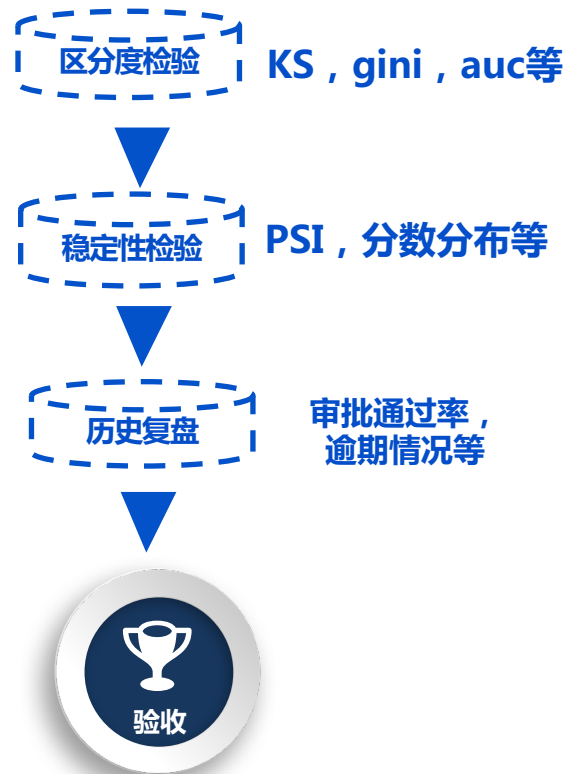 区分度检验
KS，gini，auc等
稳定性检验
PSI，分数分布等
历史复盘
审批通过率，
逾期情况等
验收